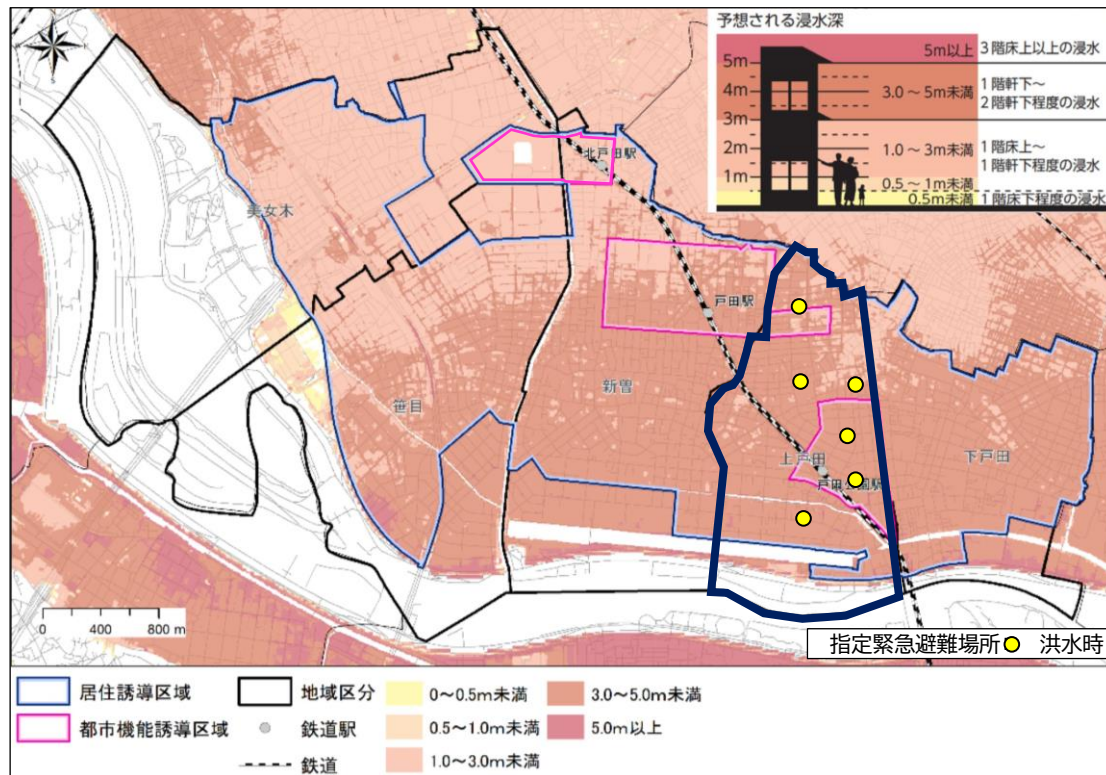 予想される浸水深
5m以上 3階床上以上の浸水
5m
4m 3.0～5m未満 1階軒下～
2階軒下程度の浸水
3m
2m 1.0～3m未満 1階床上～
1階軒下程度の浸水
1m
0.5～1m未満
0.5m未満 1階床下程度の浸水
北戸田駅
美女木
戸田駅
新曽
笹目
上戸田
下戸田
戸田公園駅
0 400 800 m
指定緊急避難場所 洪水時
居住誘導区域 地域区分 0～0.5m未満 3.0～5.0m未満
都市機能誘導区域 鉄道駅 0.5～1.0m未満 5.0m以上
鉄道 1.0～3.0m未満